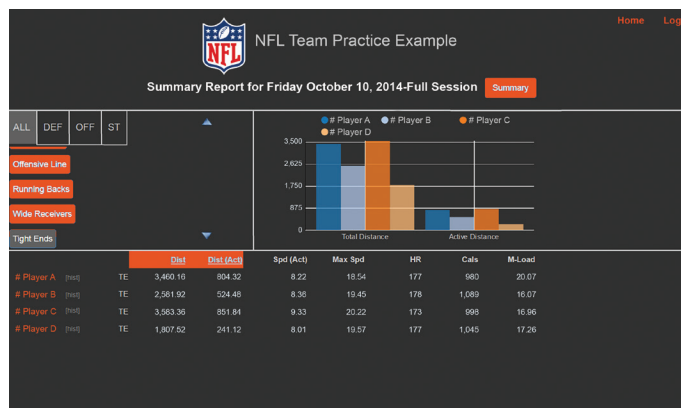 Home Log
NFL
NFL Team Practice Example
Summary Report for Friday October 10, 2014-Full Session Summary
ALL DEF OFF ST
Offensive Line
Running Backs
Wide Receivers
Tight Ends
# Player A # Player B # Player C
# Player D
3,500
2,625
1,750
875
0
Total Distance Active Distance
Dist Dist (Act) Spd (Act) Max Spd HR Cals M-Load
# Player A [hist] TE 3,460.16 804.32 8.22 18.54 177 980 20.07
# Player B [hist] TE 2,581.92 524.48 8.36 19.45 178 1,089 16.07
# Player C [hist] TE 3,583.36 851.84 9.33 20.22 173 998 16.96
# Player D [hist] TE 1,807.52 241.12 8.01 19.57 177 1,045 17.26